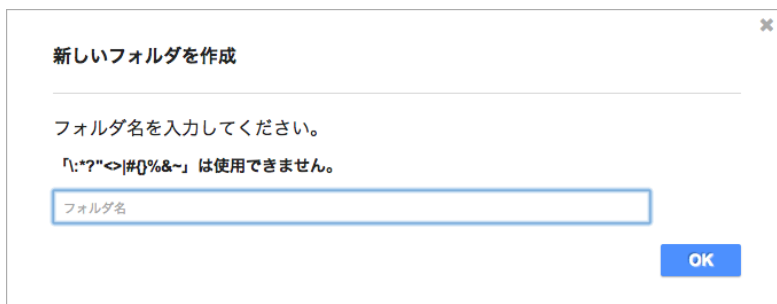 新しいフォルダを作成
フォルダ名を入力してください。
「\:*?"<>|#{}%&~」は使用できません。
フォルダ名
OK